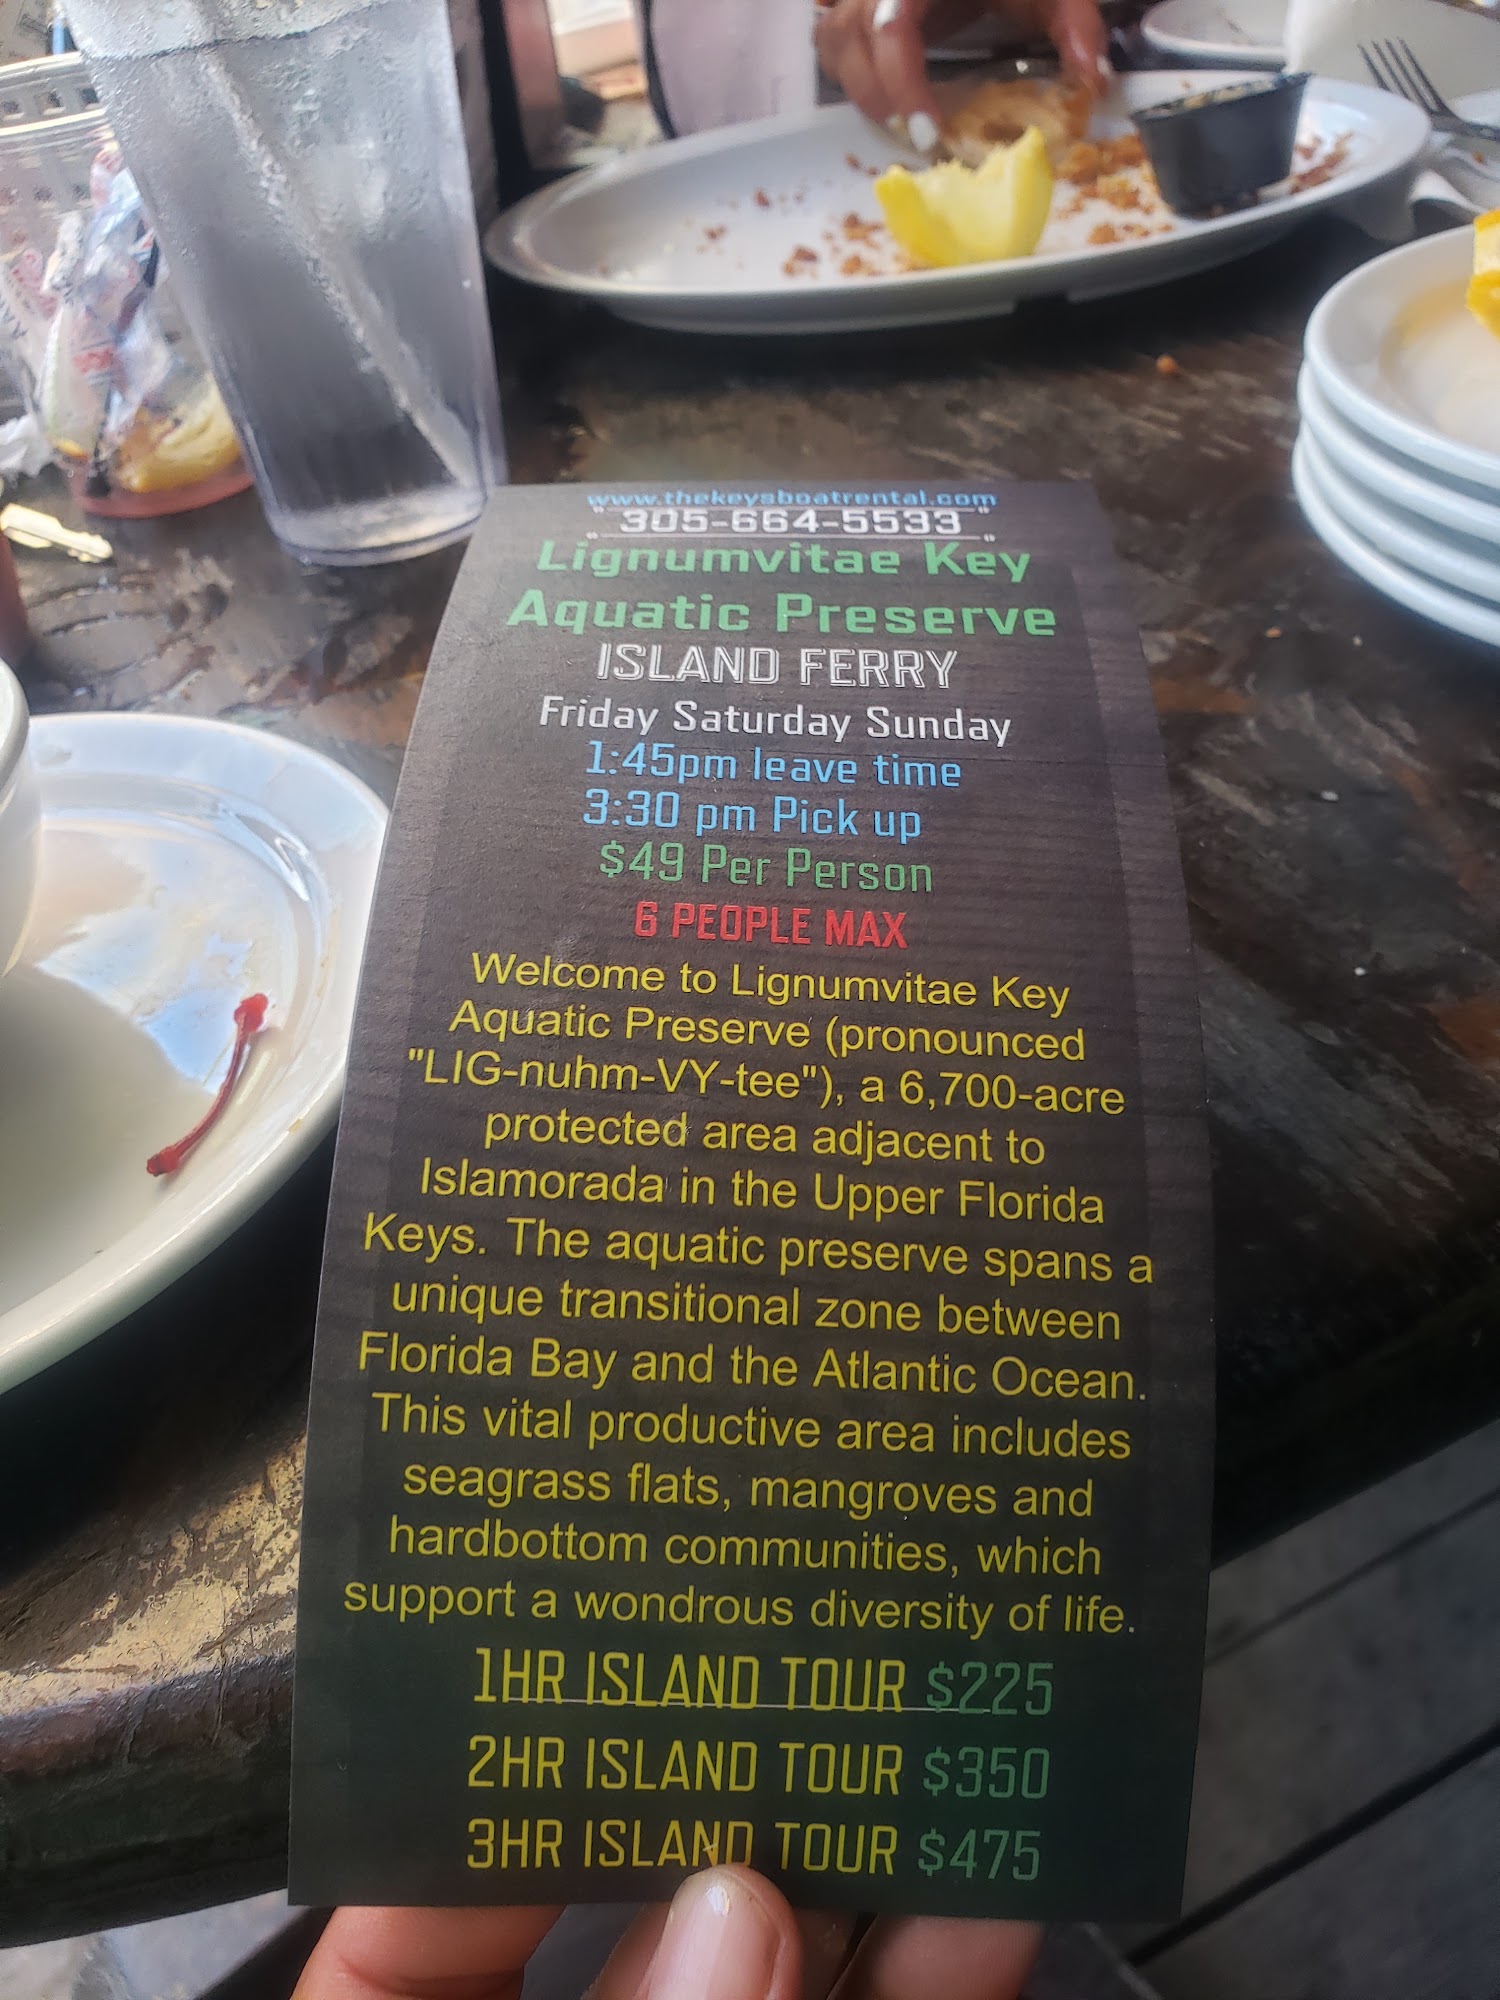 www.thekeysboatrental.com
"305-664-5533"
Lignumvitae Key
Aquatic Preserve
ISLAND FERRY
Friday Saturday Sunday
1:45pm leave time
3:30 pm Pick up
$49 Per Person
6 PEOPLE MAX
Welcome to Lignumvitae Key
Aquatic Preserve (pronounced
"LIG-nuhm-VY-tee"), a 6,700-acre
protected area adjacent to
Islamorada in the Upper Florida
Keys. The aquatic preserve spans a
unique transitional zone between
Florida Bay and the Atlantic Ocean.
This vital productive area includes
seagrass flats, mangroves and
hardbottom communities, which
support a wondrous diversity of life.
1HR ISLAND TOUR $225
2HR ISLAND TOUR $350
3HR ISLAND TOUR $475